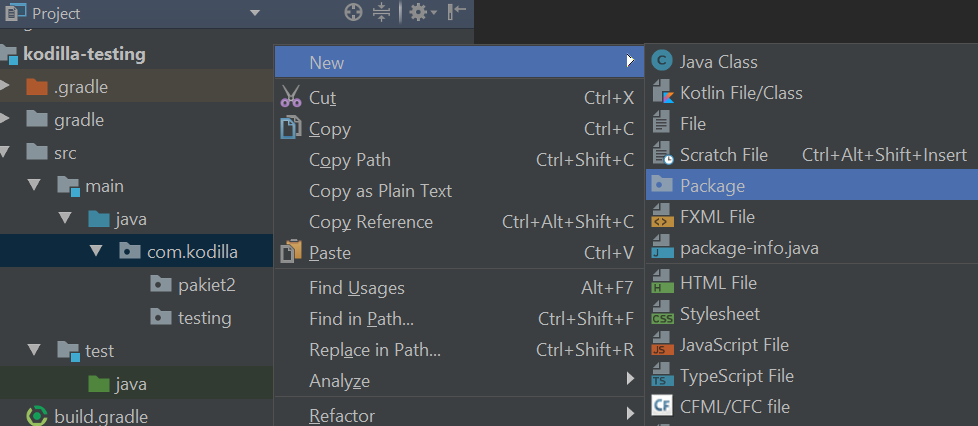 Project
kodilla-testing
.gradle
gradle
src
main
java
com.kodilla
pakiet2
testing
test
java
build.gradle
New
Cut Ctrl+X
Copy Ctrl+C
Copy Path Ctrl+Shift+C
Copy as Plain Text
Copy Reference Ctrl+Alt+Shift+C
Paste Ctrl+V
Find Usages Alt+F7
Find in Path... Ctrl+Shift+F
Replace in Path... Ctrl+Shift+R
Analyze
Refactor
Java Class
Kotlin File/Class
File
Scratch File Ctrl+Alt+Shift+Insert
Package
FXML File
package-info.java
HTML File
Stylesheet
JavaScript File
TypeScript File
CFML/CFC file